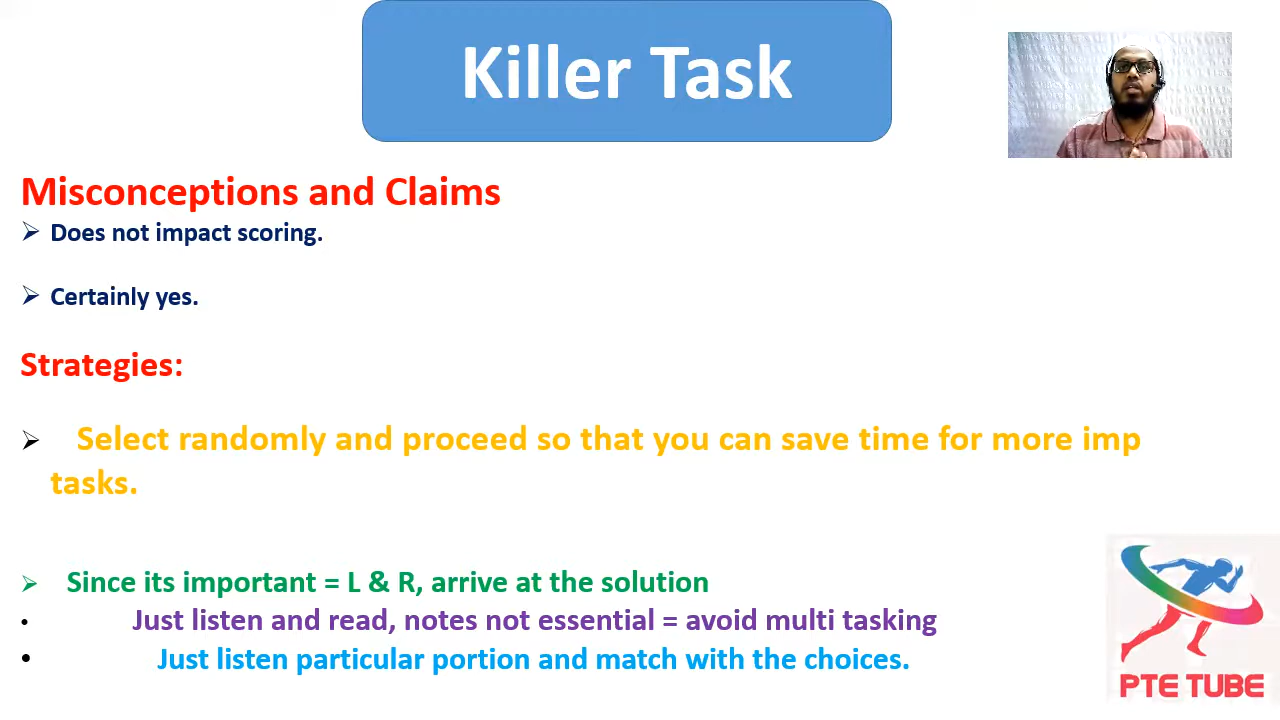 Killer Task
Misconceptions and Claims
Does not impact scoring.
Certainly yes.
Strategies:
Select randomly and proceed so that you can save time for more imp
tasks.
Since its important = L & R, arrive at the solution
Just listen and read, notes not essential = avoid multi tasking
Just listen particular portion and match with the choices.
PTE TUBE